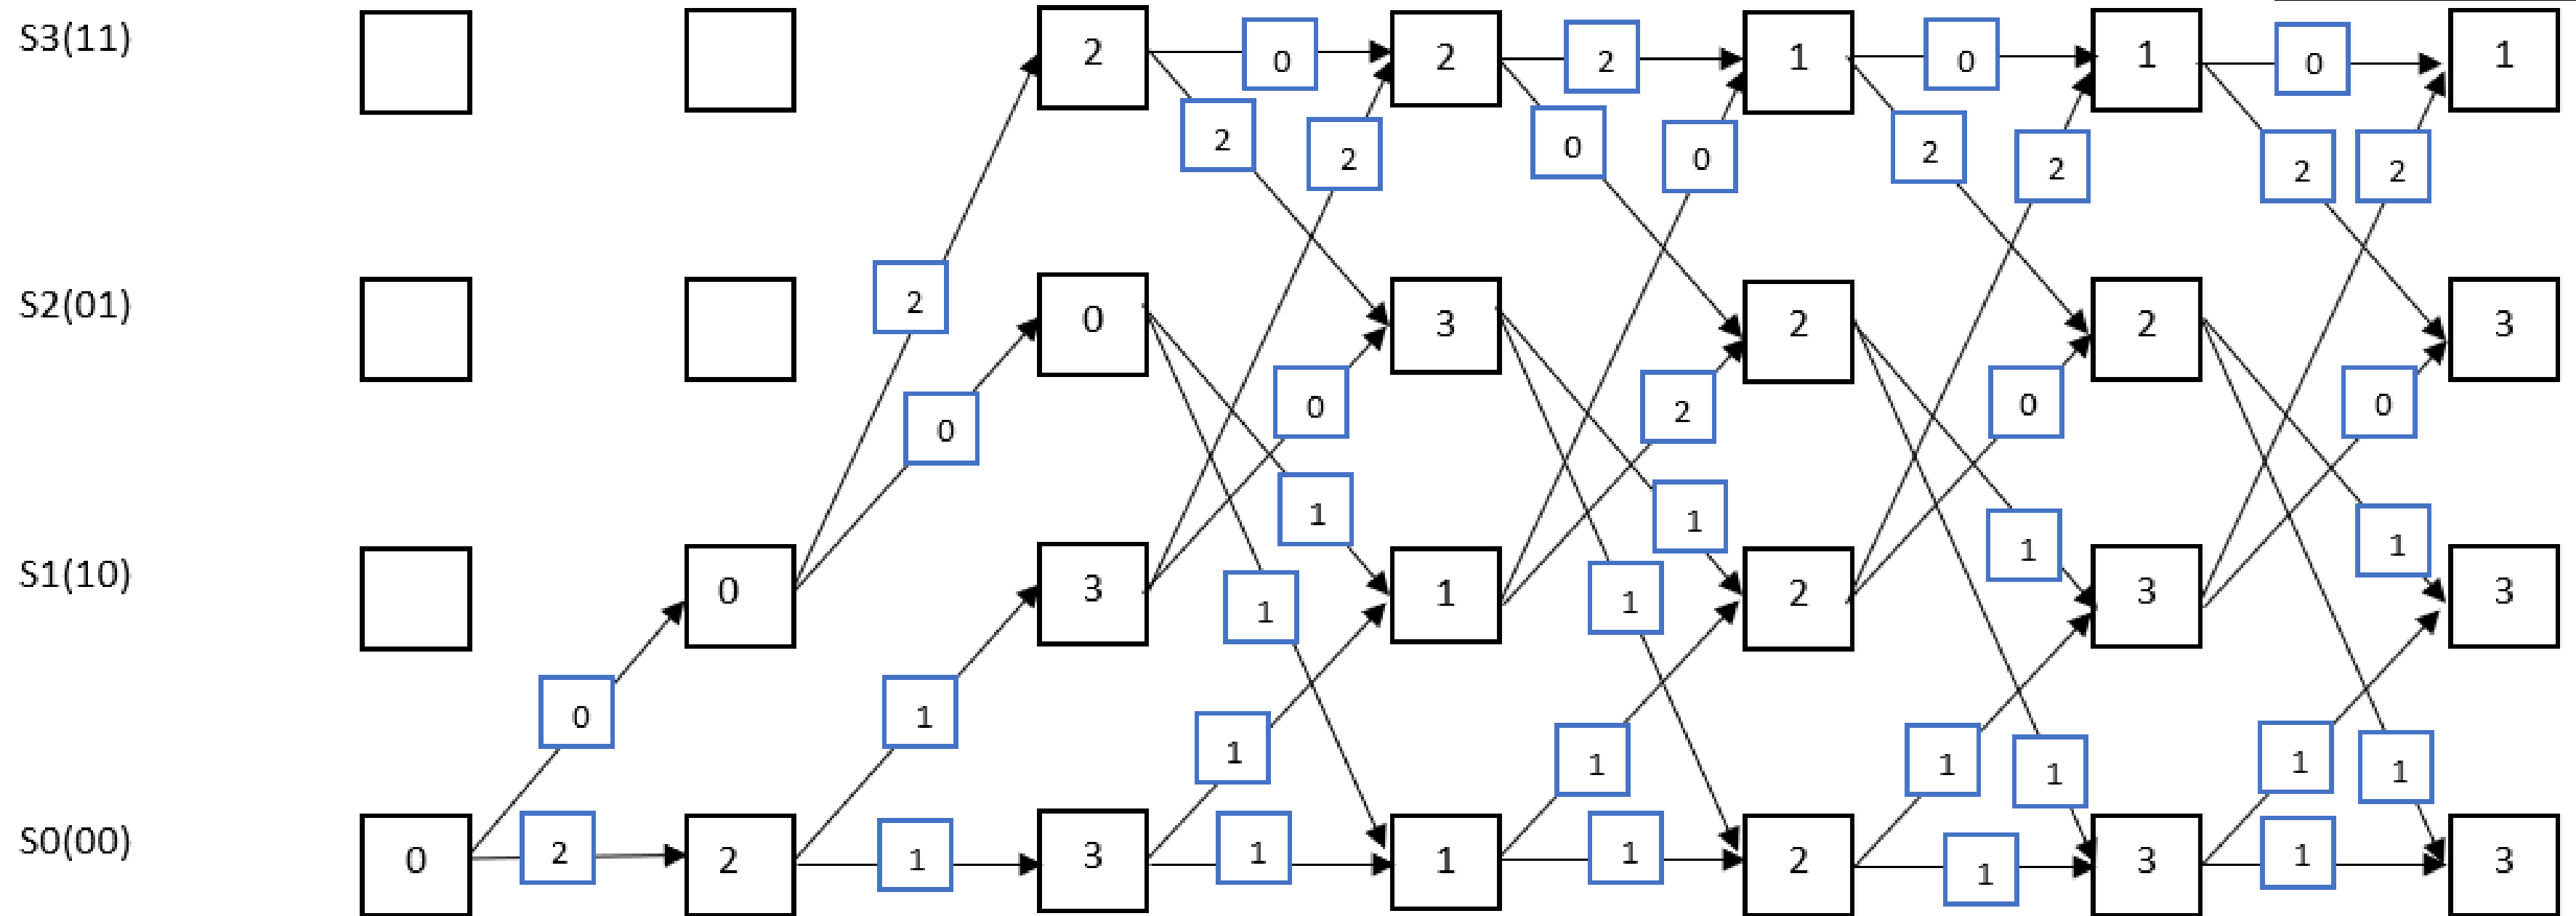 S3(11) 2 0 2 2 1 0 1 0 1
2 2 0 0 2 2 2 2
2
S2(01) 0 3 2 2 3
0 0 2 0 0
1 1 1 1
S1(10) 0 3 1 2 3 3
1 1
0 1 1 1 1 1 1 1
S0(00) 0 2 2 1 3 1 1 1 2 1 3 1 3